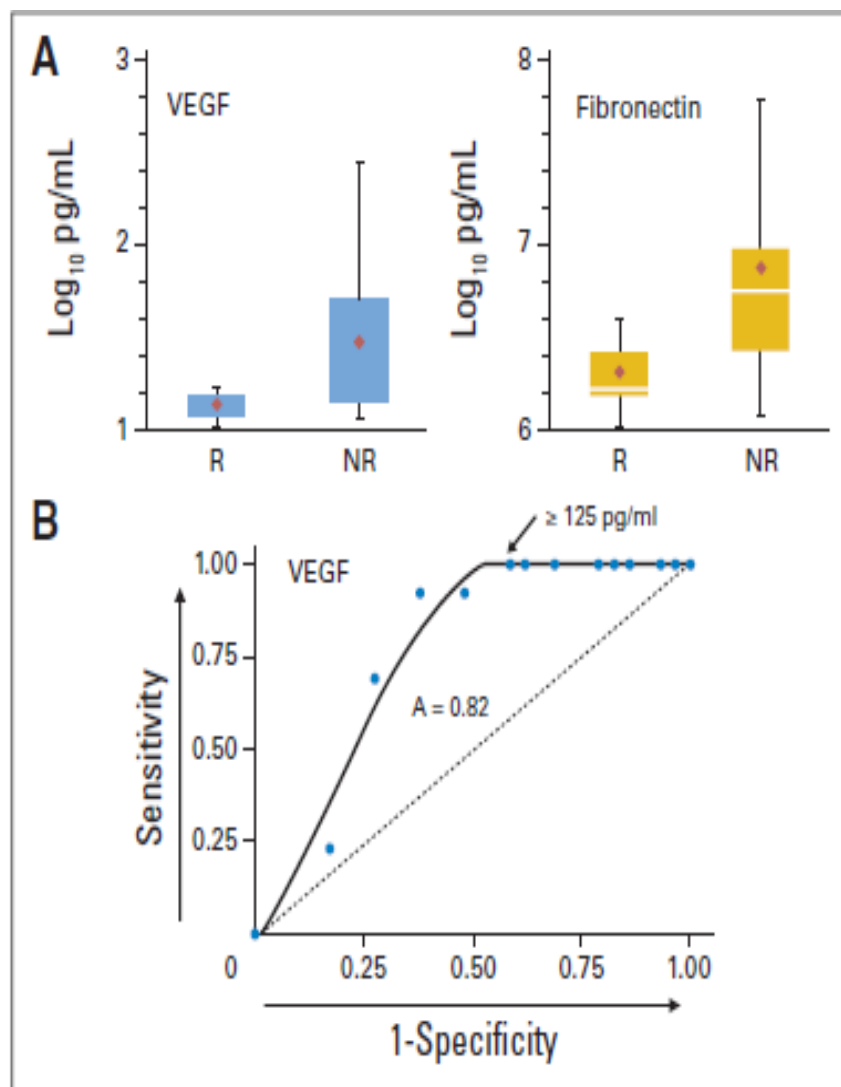 A
VEGF
Log10 pg/mL
3
2
1
R NR
Fibronectin
Log10 pg/mL
8
7
6
R NR
B
VEGF
≥ 125 pg/ml
A = 0.82
Sensitivity
1.00
0.75
0.50
0.25
0 0.25 0.50 0.75 1.00
1-Specificity